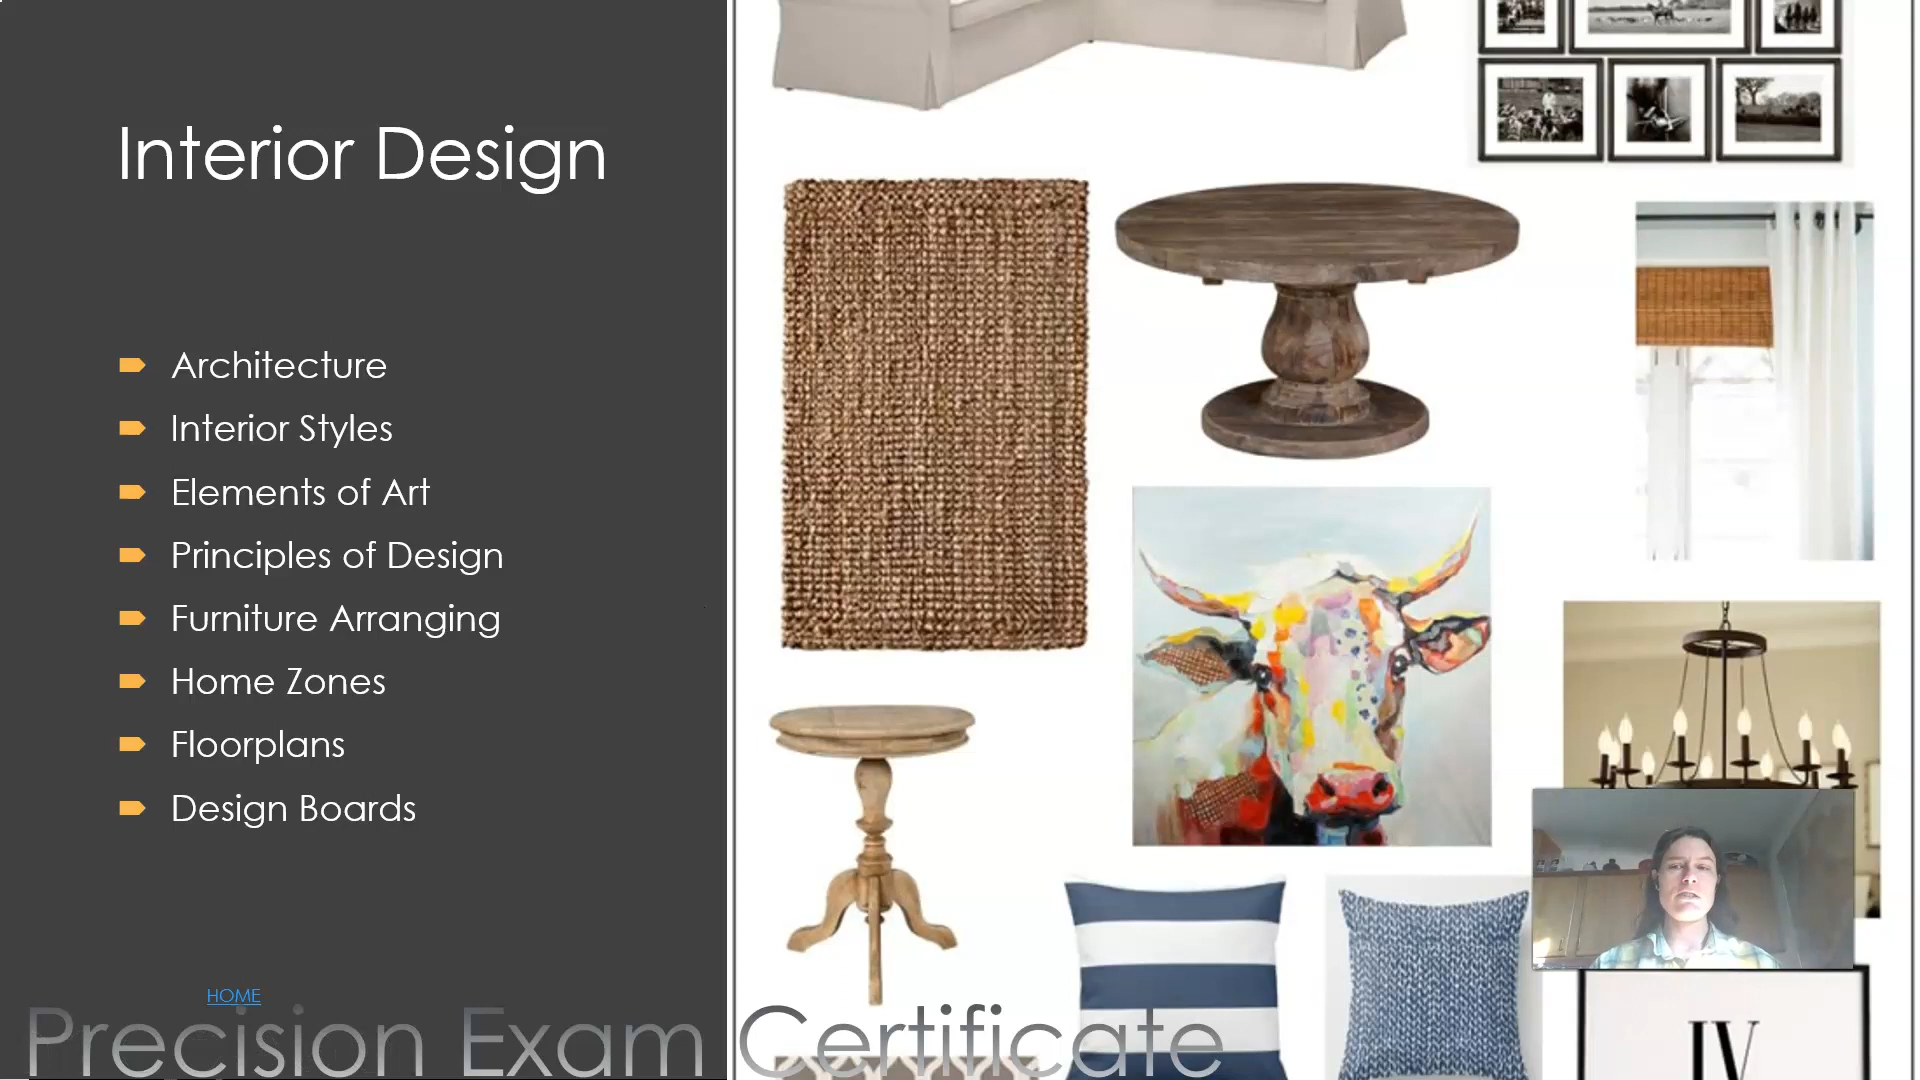 Interior Design
Architecture
Interior Styles
Elements of Art
Principles of Design
Furniture Arranging
Home Zones
Floorplans
Design Boards
HOME
Precision Exam Certificate
IV